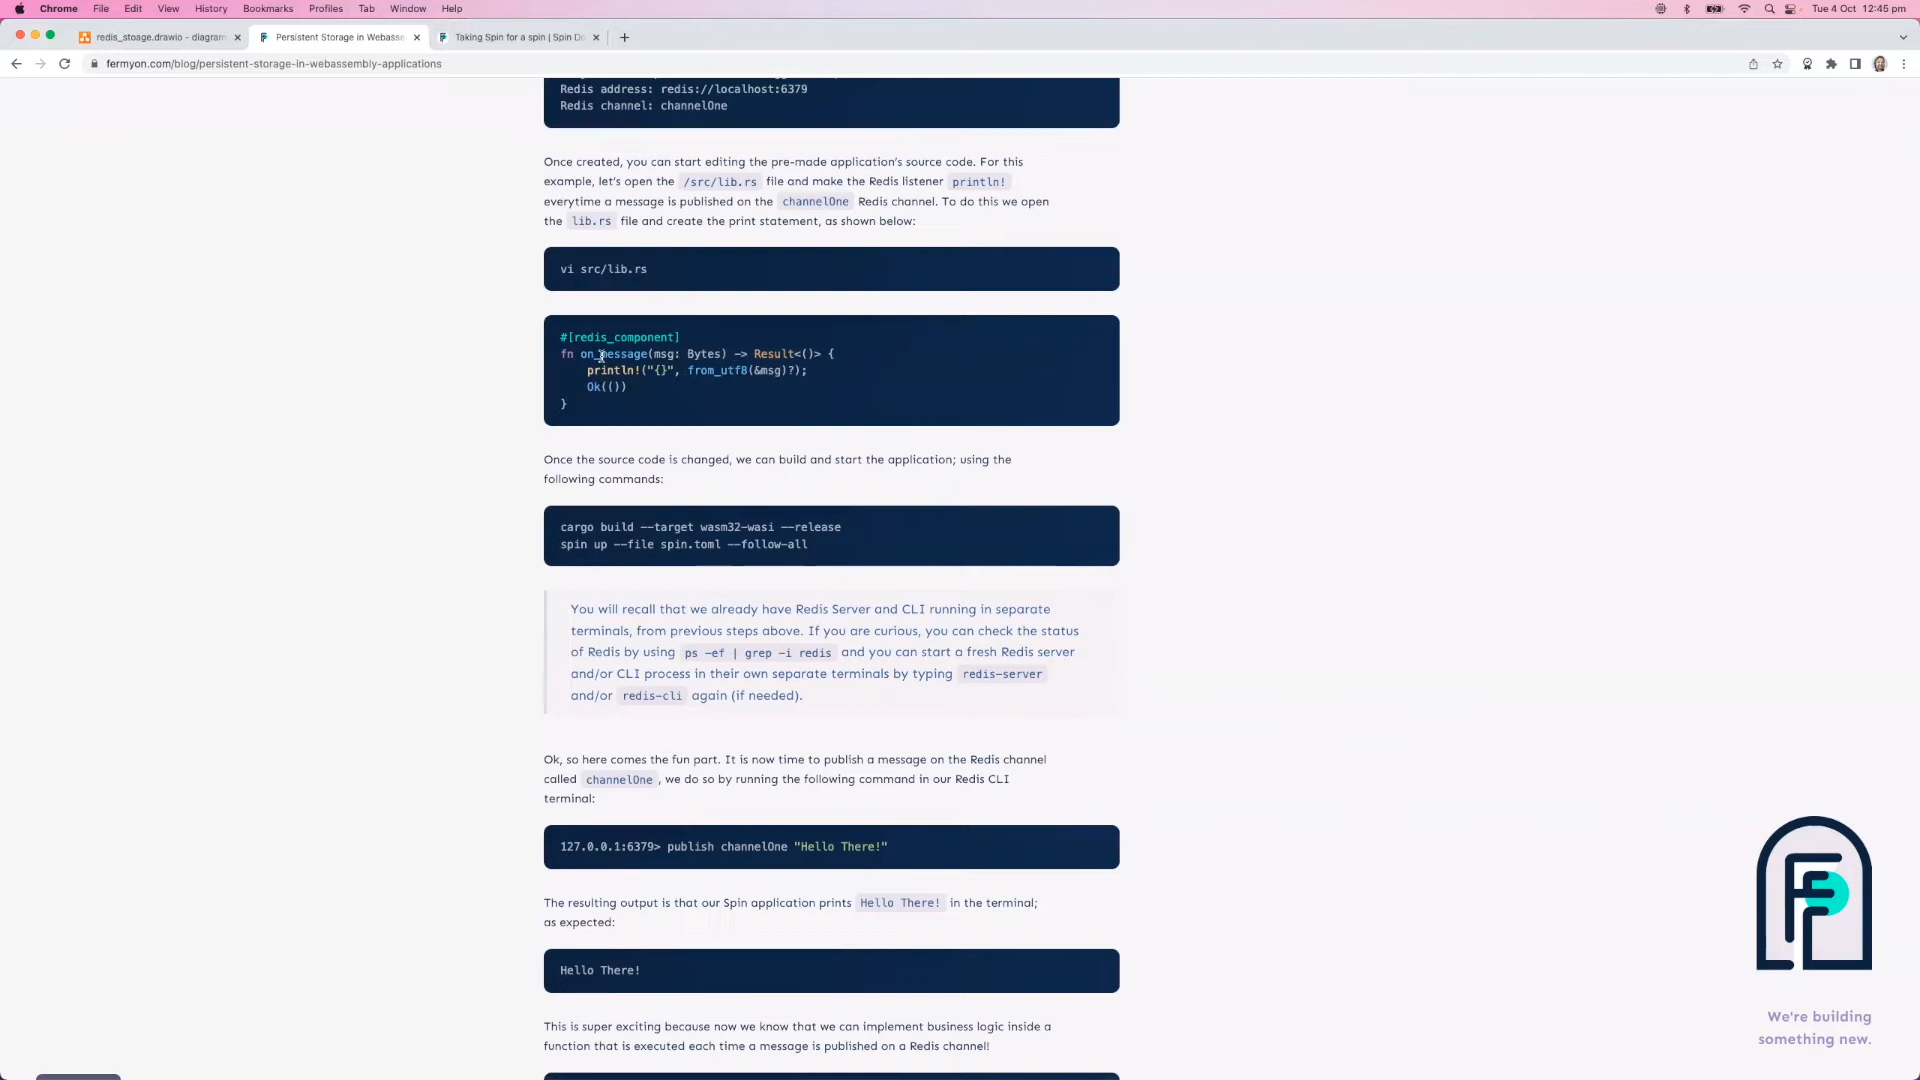 Chrome File Edit View History Bookmarks Profiles Tab Window Help Tue 4 Oct 12:45 pm
redis_stoage.drawio - diagram Persistent Storage in Webasse Taking Spin for a spin | Spin Do
fermyon.com/blog/persistent-storage-in-webassembly-applications
Redis address: redis://localhost:6379
Redis channel: channelOne
Once created, you can start editing the pre-made application's source code. For this
example, let's open the /src/lib.rs file and make the Redis listener println!
everytime a message is published on the channelOne Redis channel. To do this we open
the lib.rs file and create the print statement, as shown below:
vi src/lib.rs
#[redis_component]
fn on_message(msg: Bytes) -> Result<()> {
println!("{}", from_utf8(&msg)?);
Ok(())
}
Once the source code is changed, we can build and start the application; using the
following commands:
cargo build --target wasm32-wasi --release
spin up --file spin.toml --follow-all
You will recall that we already have Redis Server and CLI running in separate
terminals, from previous steps above. If you are curious, you can check the status
of Redis by using ps -ef | grep -i redis and you can start a fresh Redis server
and/or CLI process in their own separate terminals by typing redis-server
and/or redis-cli again (if needed).
Ok, so here comes the fun part. It is now time to publish a message on the Redis channel
called channelOne, we do so by running the following command in our Redis CLI
terminal:
127.0.0.1:6379> publish channelOne "Hello There!"
The resulting output is that our Spin application prints Hello There! in the terminal;
as expected:
Hello There!
This is super exciting because now we know that we can implement business logic inside a
function that is executed each time a message is published on a Redis channel!
We're building
something new.